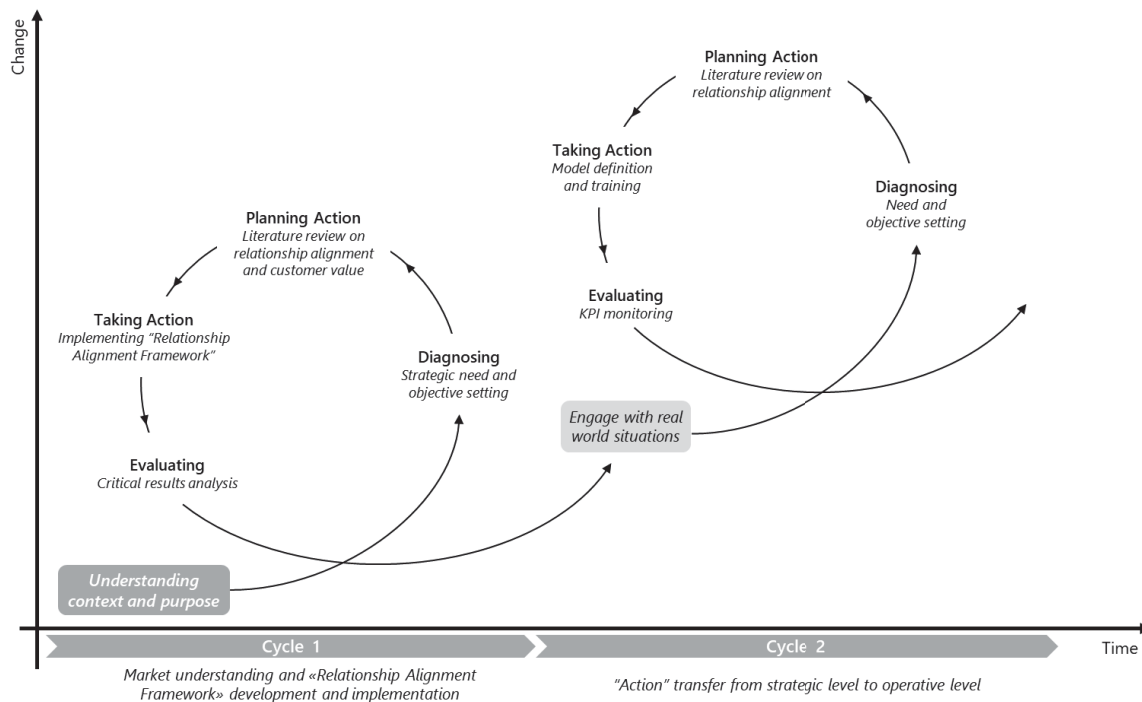 Change
Planning Action
Literature review on
relationship alignment
Taking Action
Model definition
and training
Diagnosing
Need and
objective setting
Evaluating
KPI monitoring
Engage with real
world situations
Planning Action
Literature review on
relationship alignment
and customer value
Taking Action
Implementing “Relationship
Alignment Framework”
Diagnosing
Strategic need and
objective setting
Evaluating
Critical results analysis
Understanding
context and purpose
Cycle 1
Cycle 2
Time
Market understanding and «Relationship Alignment
Framework» development and implementation
“Action” transfer from strategic level to operative level